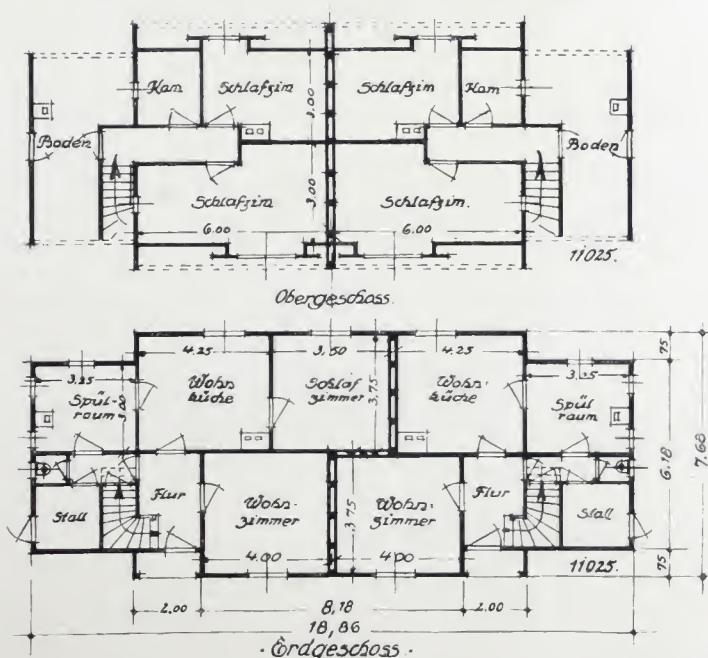 Kam Schlafzim Schlafzim Kam
3.00
Boden Boden
Schlafzim Schlafzim.
3.00
6.00 6.00
11025.
Obergeschoss.
4.25 3.50 4.25
75
3.25 Wohn Schlaf 3.75 Wohn- 3.25
Spül- küche zimmer küche Spül
raum 3.00 raum
6.18
7.68
Stall Flur Wohn- 3.75 Wohn- Flur Stall
zimmer zimmer
4.00 4.00
11025.
75
2.00 8,18 2.00
18,86
· Erdgeschoss ·